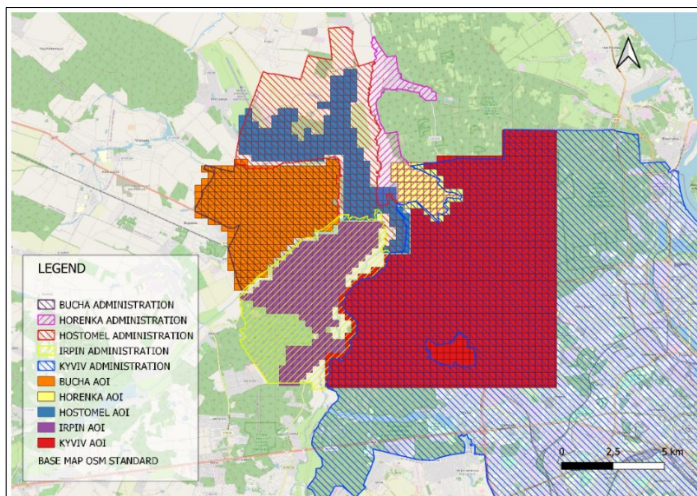 LEGEND
BUCHA ADMINISTRATION
HORENKA ADMINISTRATION
HOSTOMEL ADMINISTRATION
IRPIN ADMINISTRATION
KYVIV ADMINISTRATION
BUCHA AOI
HORENKA AOI
HOSTOMEL AOI
IRPIN AOI
KYVIV AOI
BASE MAP OSM STANDARD
0 2,5 5 km